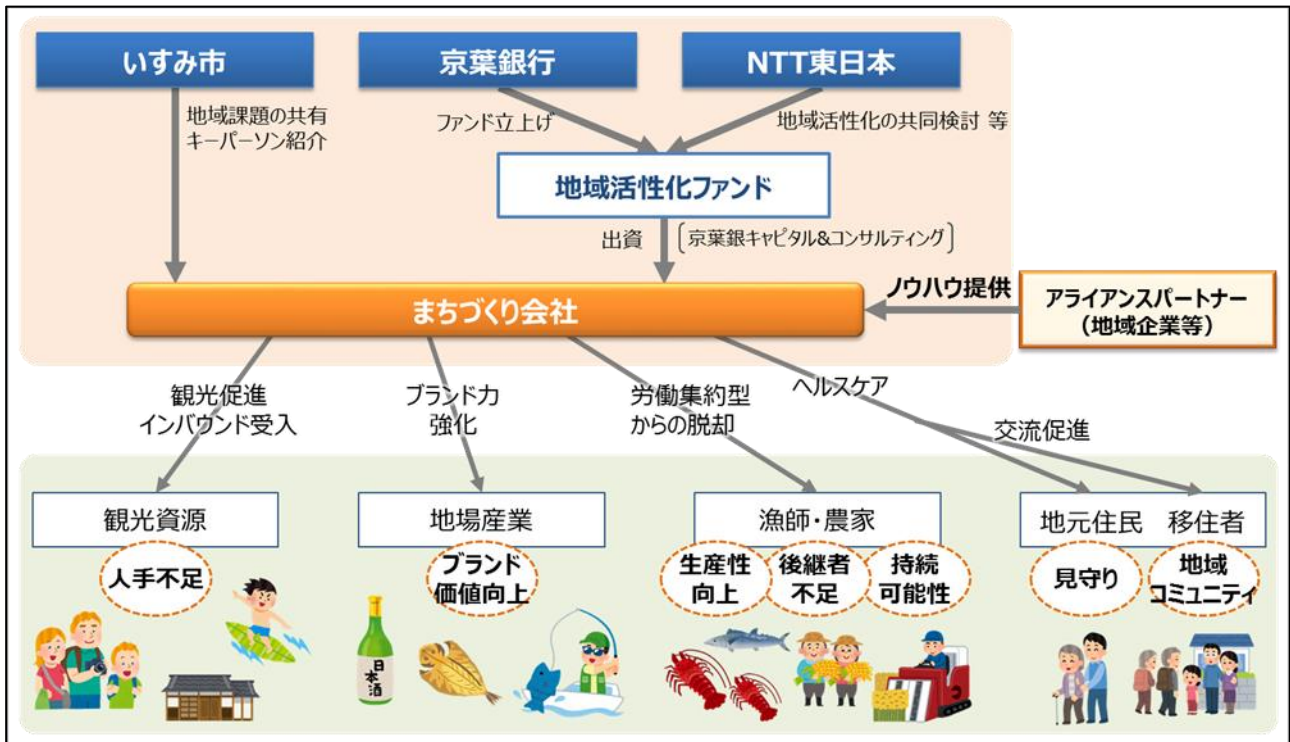 いすみ市
京葉銀行
NTT東日本
地域課題の共有
キーパーソン紹介
ファンド立上げ
地域活性化の共同検討 等
地域活性化ファンド
出資
京葉銀キャピタル&コンサルティング
まちづくり会社
ノウハウ提供
アライアンスパートナー
(地域企業等)
観光促進
インバウンド受入
ブランド力
強化
労働集約型
からの脱却
ヘルスケア
交流促進
観光資源
地場産業
漁師・農家
地元住民
移住者
人手不足
ブランド
価値向上
生産性
向上
後継者
不足
持続
可能性
見守り
地域
コミュニティ
日本酒